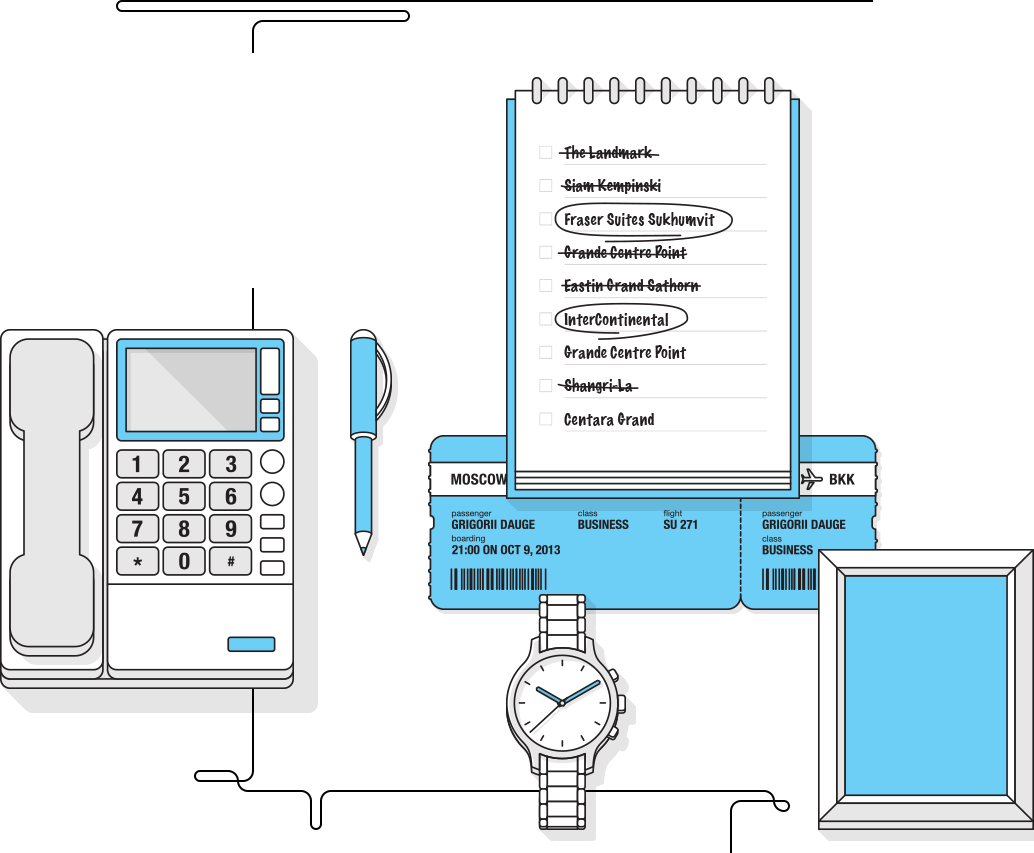 The Landmark
Siam Kempinski
Fraser Suites Sukhumvit
Grande Centre Point
Eastin Grand Sathorn
InterContinental
Grande Centre Point
Shangri-La
Centara Grand
1 2 3
4 5 6
7 8 9
* 0 #
MOSCOW
BKK
passenger class flight
GRIGORII DAUGE BUSINESS SU 271
boarding
21:00 ON OCT 9, 2013
passenger
GRIGORII DAUGE
class
BUSINESS